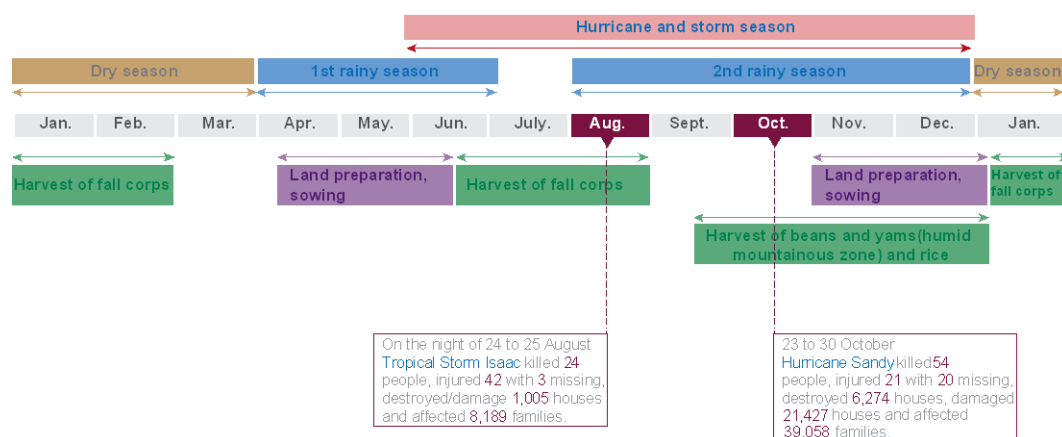 Hurricane and storm season
Dry season
1st rainy season
2nd rainy season
Dry season
Jan.
Feb.
Mar.
Apr.
May.
Jun.
July.
Aug.
Sept.
Oct.
Nov.
Dec.
Jan.
Harvest of fall corps
Land preparation,
sowing
Harvest of fall corps
Land preparation,
sowing
Harvest of
fall corps
Harvest of beans and yams(humid
mountainous zone) and rice
On the night of 24 to 25 August
Tropical Storm Isaac killed 24
people, injured 42 with 3 missing,
destroyed/damage 1,005 houses
and affected 8,189 families.
23 to 30 October
Hurricane Sandy killed 54
people, injured 21 with 20 missing,
destroyed 6,274 houses, damaged
21,427 houses and affected
39,058 families.